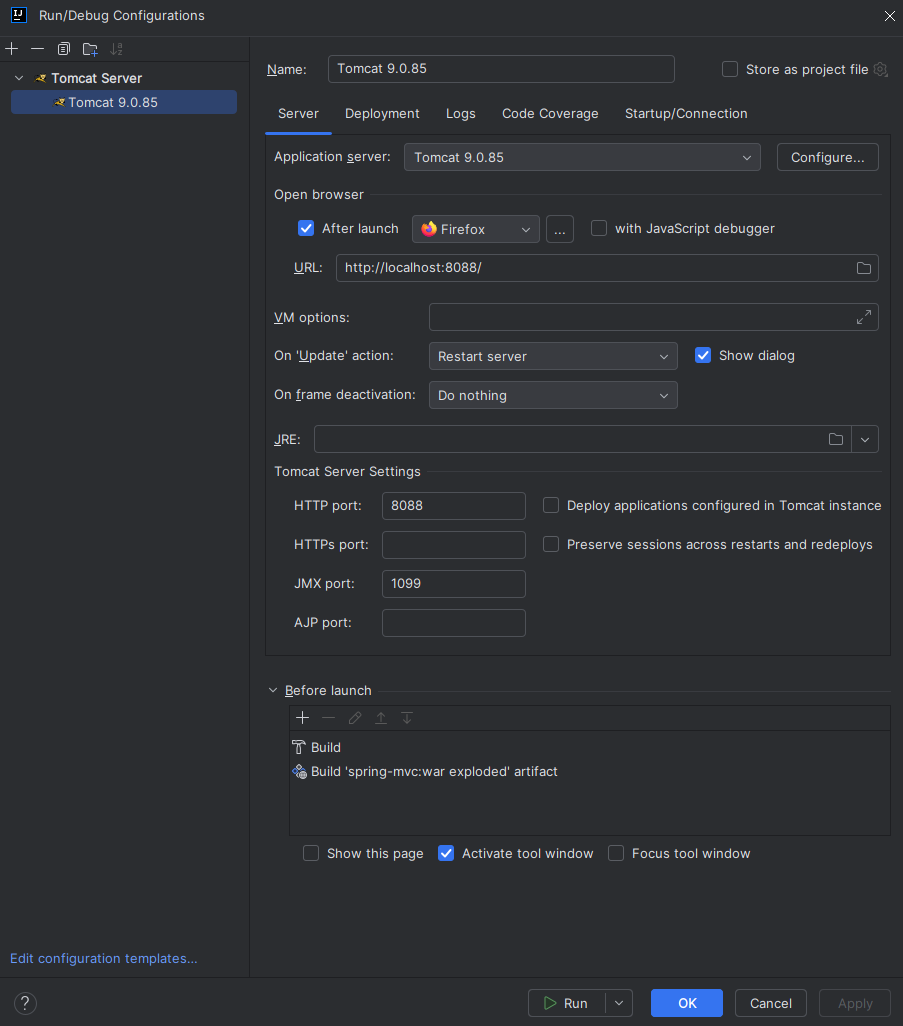 Run/Debug Configurations
Tomcat Server
Tomcat 9.0.85
Name: Tomcat 9.0.85 Store as project file
Server Deployment Logs Code Coverage Startup/Connection
Application server: Tomcat 9.0.85 Configure...
Open browser
After launch Firefox ... with JavaScript debugger
URL: http://localhost:8088/
VM options:
On 'Update' action: Restart server Show dialog
On frame deactivation: Do nothing
JRE:
Tomcat Server Settings
HTTP port: 8088 Deploy applications configured in Tomcat instance
HTTPs port: Preserve sessions across restarts and redeploys
JMX port: 1099
AJP port:
Before launch
Build
Build 'spring-mvc:war exploded' artifact
Show this page Activate tool window Focus tool window
Edit configuration templates...
? Run OK Cancel Apply